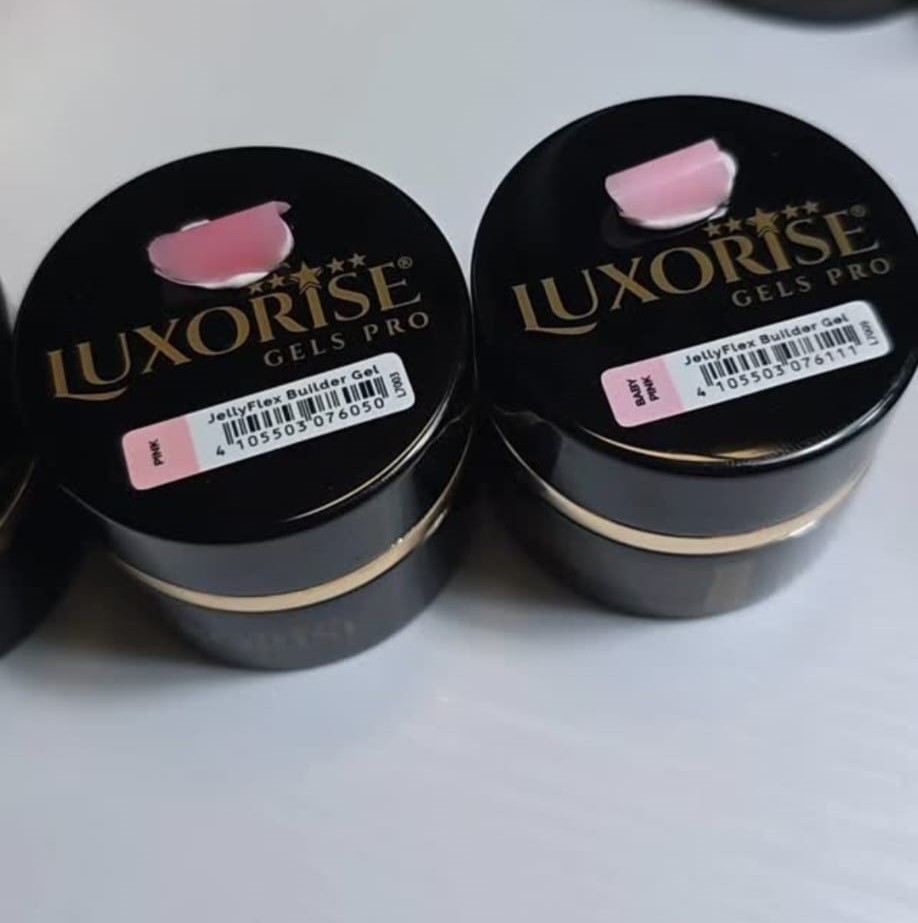 LUXORISE®
GELS PRO
JellyFlex Builder Gel
PINK
4 105503 076050
L7003
LUXORISE®
GELS PRO
JellyFlex Builder Gel
BABY
PINK
4 105503 076111